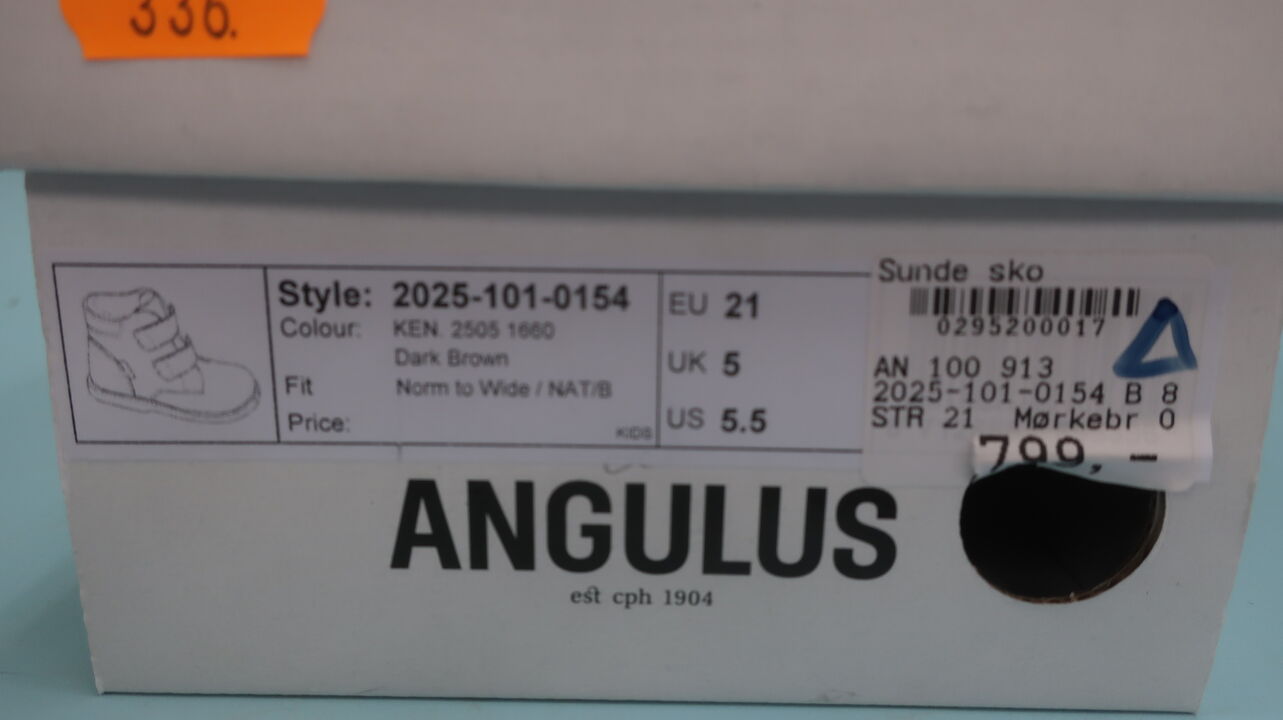 336.
Style: 2025-101-0154
Colour: KEN. 2505 1660
Dark Brown
Fit Norm to Wide / NAT/B
Price:
KIDS
EU 21
UK 5
US 5.5
Sunde sko
0295200017
AN 100 913
2025-101-0154 B 8
STR 21 Mørkebr 0
799,-
ANGULUS
est cph 1904